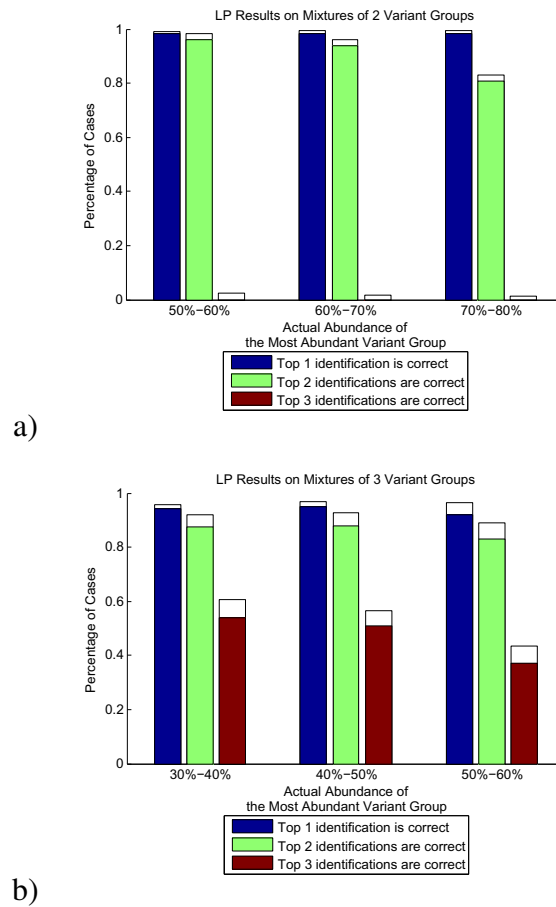 LP Results on Mixtures of 2 Variant Groups
Percentage of Cases
1
0.8
0.6
0.4
0.2
0
50%−60%
60%−70%
70%−80%
Actual Abundance of
the Most Abundant Variant Group
Top 1 identification is correct
Top 2 identifications are correct
Top 3 identifications are correct
a)
LP Results on Mixtures of 3 Variant Groups
Percentage of Cases
1
0.8
0.6
0.4
0.2
0
30%−40%
40%−50%
50%−60%
Actual Abundance of
the Most Abundant Variant Group
Top 1 identification is correct
Top 2 identifications are correct
Top 3 identifications are correct
b)